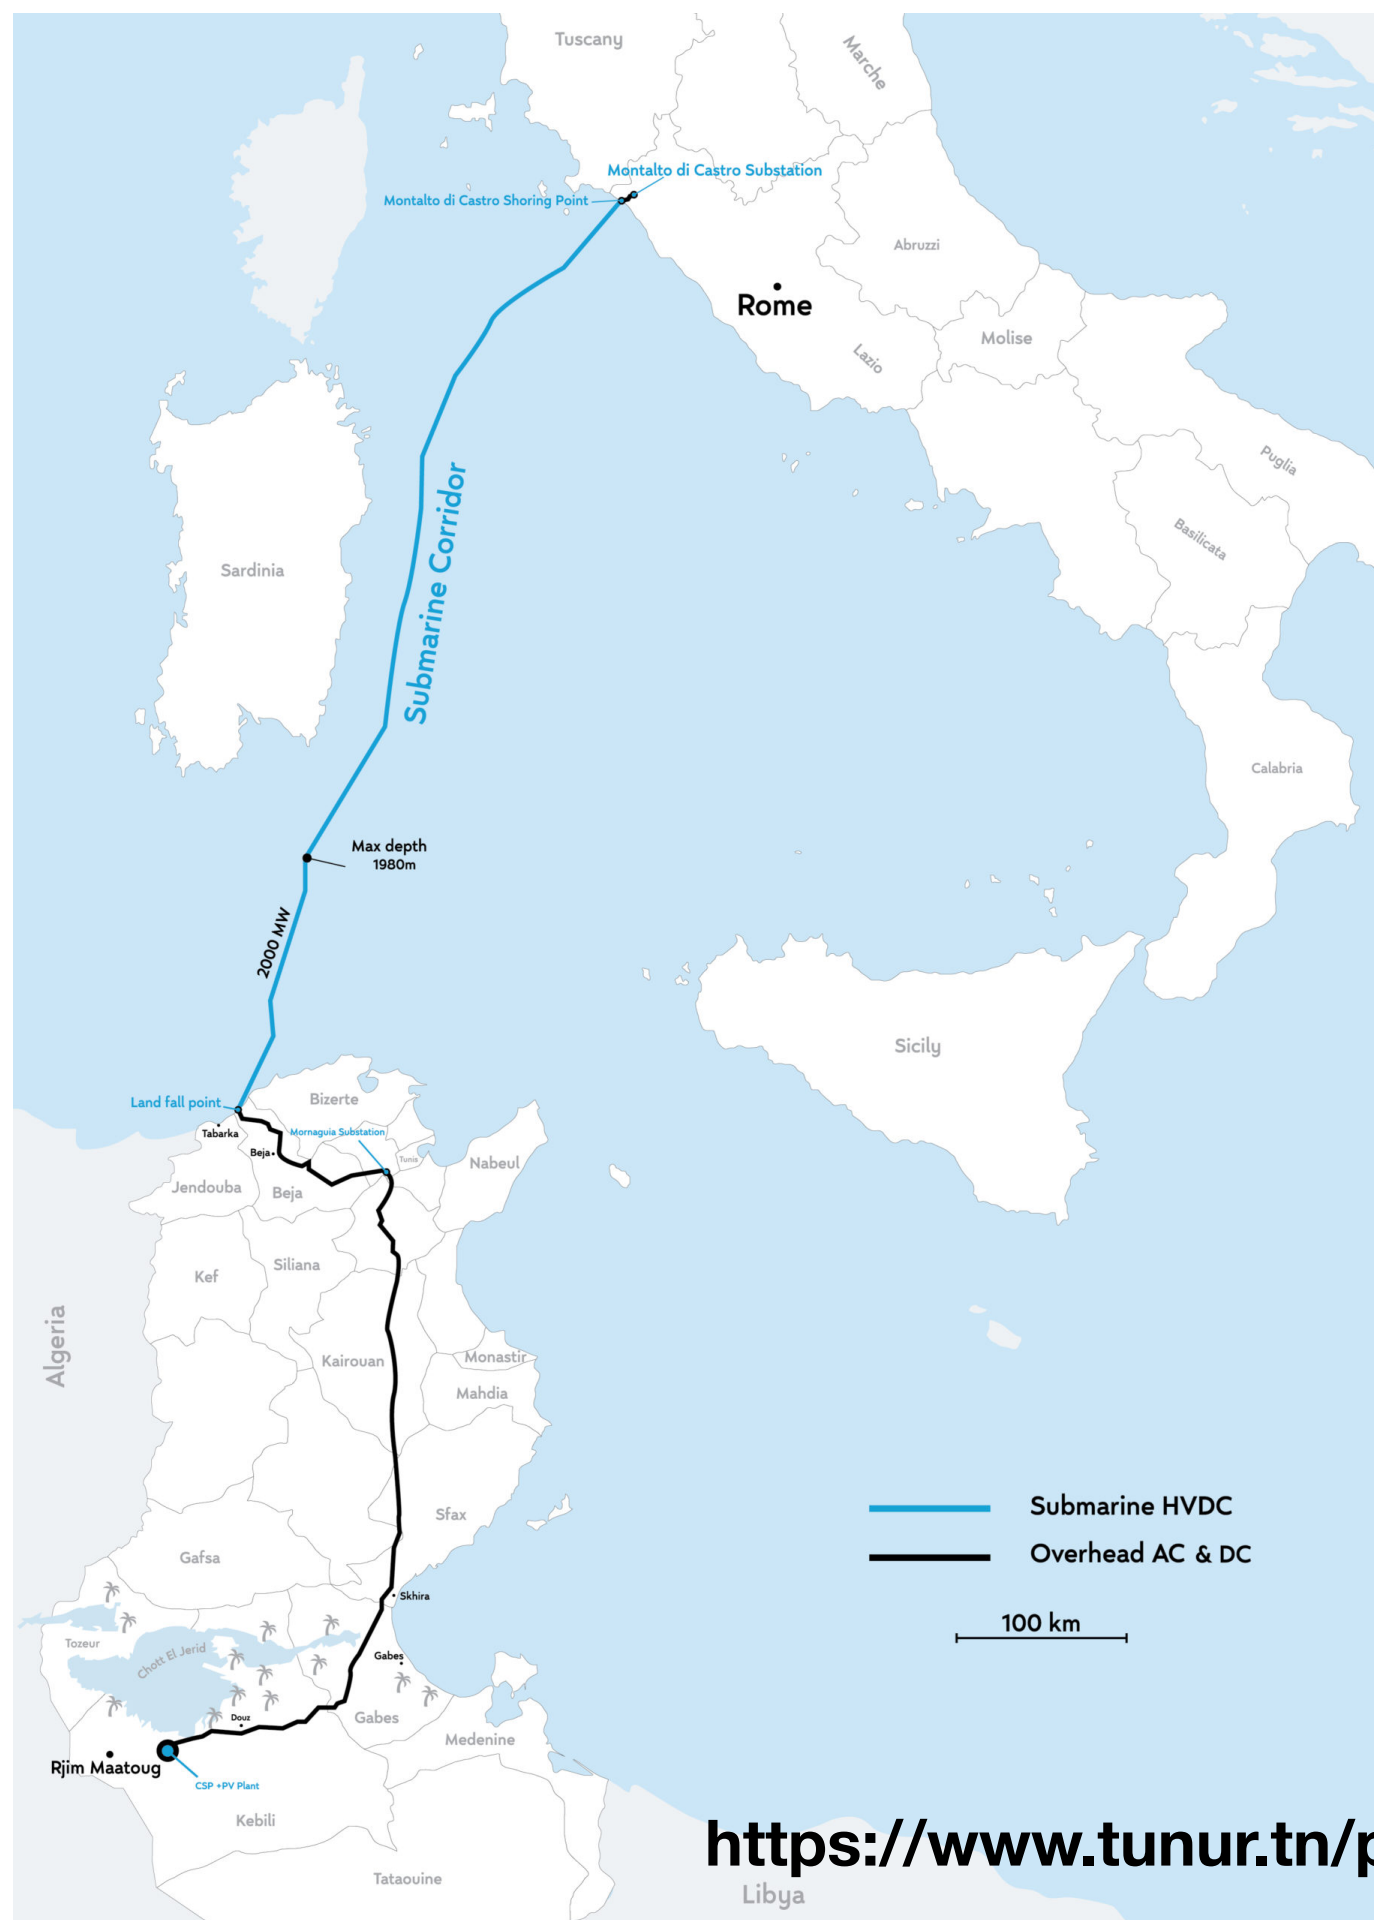 Tuscany
Marche
Montalto di Castro Substation
Montalto di Castro Shoring Point
Abruzzi
Rome
Molise
Lazio
Puglia
Basilicata
Sardinia
Submarine Corridor
Calabria
Max depth
1980m
2000 MW
Sicily
Land fall point
Bizerte
Tabarka
Mornaguia Substation
Beja
Tunis
Nabeul
Jendouba
Beja
Siliana
Kef
Algeria
Kairouan
Monastir
Mahdia
Submarine HVDC
Sfax
Overhead AC & DC
Gafsa
Skhira
100 km
Tozeur
Chott El Jerid
Gabes
Douz
Gabes
Medenine
Rjim Maatoug
CSP +PV Plant
Kebili
https://www.tunur.tn/p
Tataouine
Libya